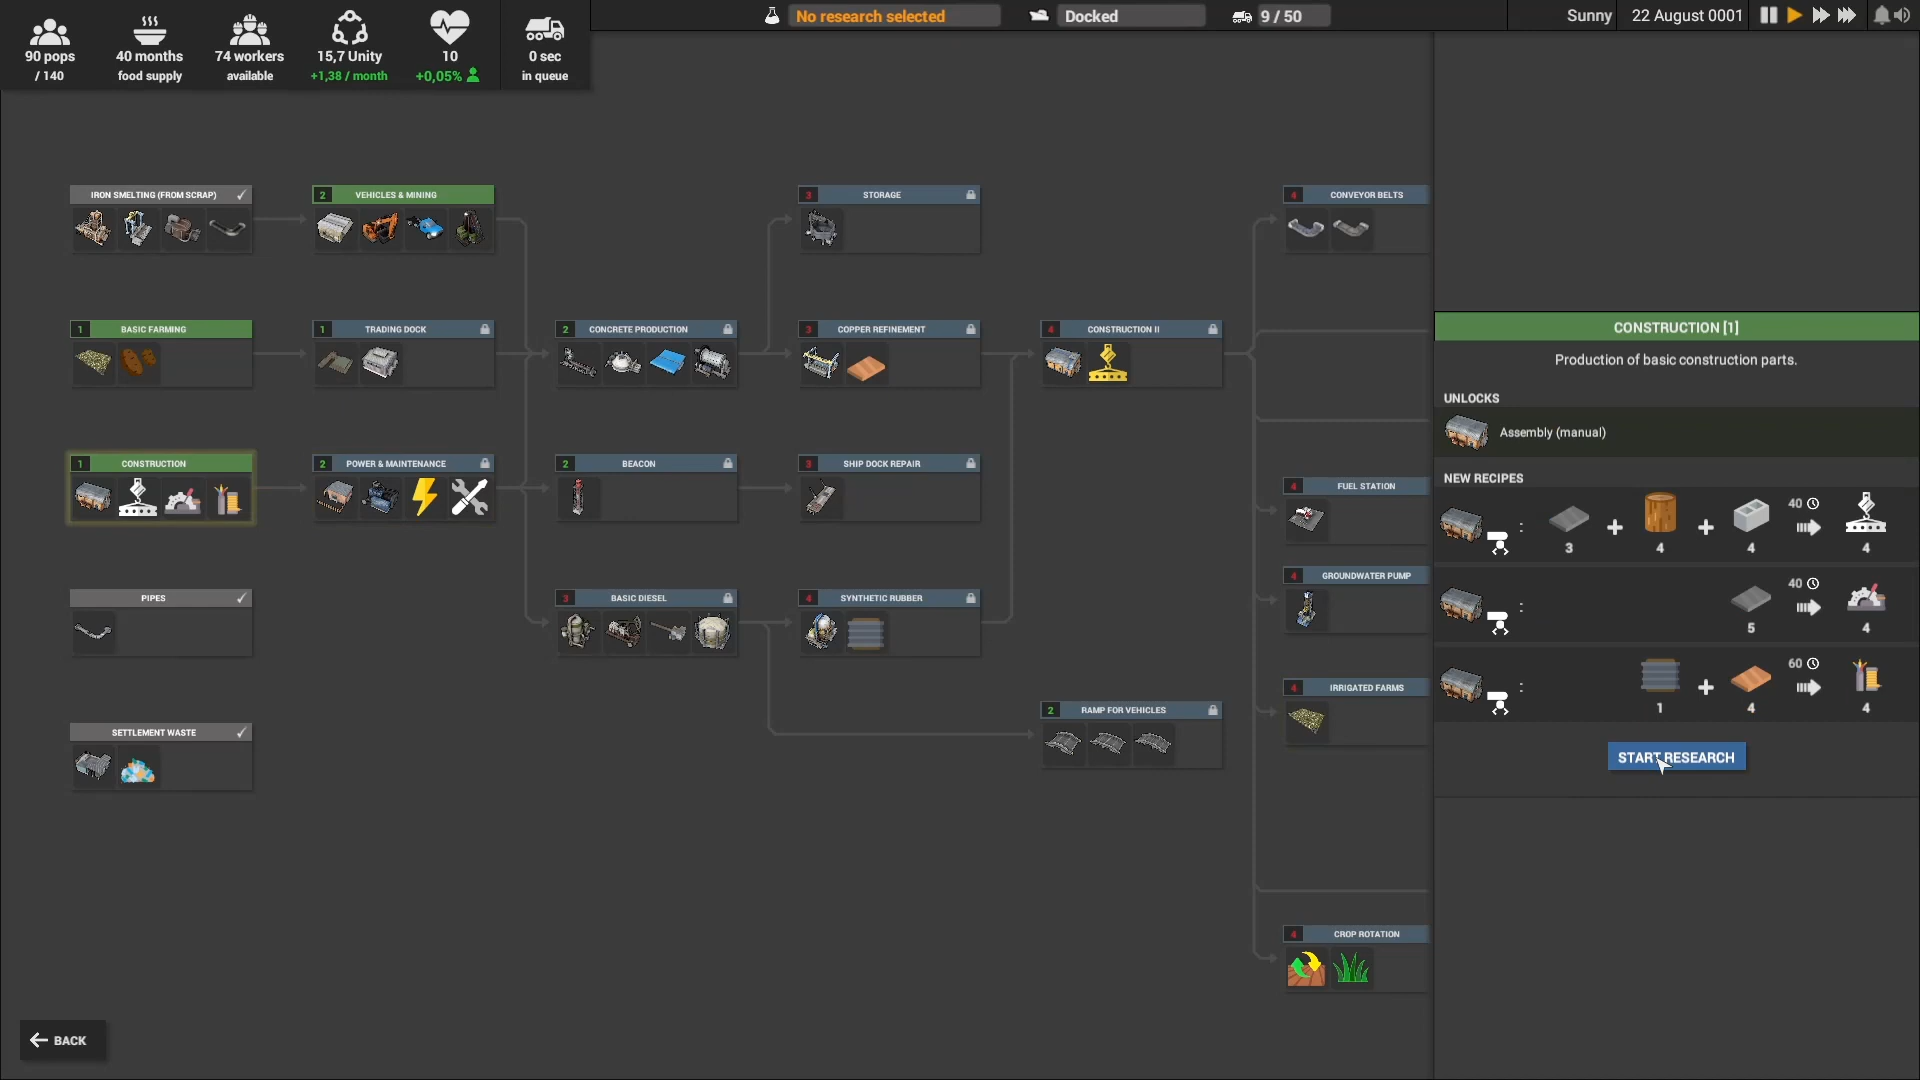 No research selected
Docked
9 / 50
Sunny
22 August 0001
90 pops
/ 140
40 months
food supply
74 workers
available
15,7 Unity
+1,38 / month
10
+0,05%
0 sec
in queue
IRON SMELTING (FROM SCRAP)
2 VEHICLES & MINING
3 STORAGE
4 CONVEYOR BELTS
1 BASIC FARMING
1 TRADING DOCK
2 CONCRETE PRODUCTION
3 COPPER REFINEMENT
4 CONSTRUCTION II
1 CONSTRUCTION
2 POWER & MAINTENANCE
2 BEACON
3 SHIP DOCK REPAIR
4 FUEL STATION
4 GROUNDWATER PUMP
PIPES
3 BASIC DIESEL
4 SYNTHETIC RUBBER
4 IRRIGATED FARMS
2 RAMP FOR VEHICLES
SETTLEMENT WASTE
4 CROP ROTATION
CONSTRUCTION [1]
Production of basic construction parts.
UNLOCKS
Assembly (manual)
NEW RECIPES
: + + 40
3 4 4 4
: 40
5 4
: + 60
1 4 4
START RESEARCH
BACK